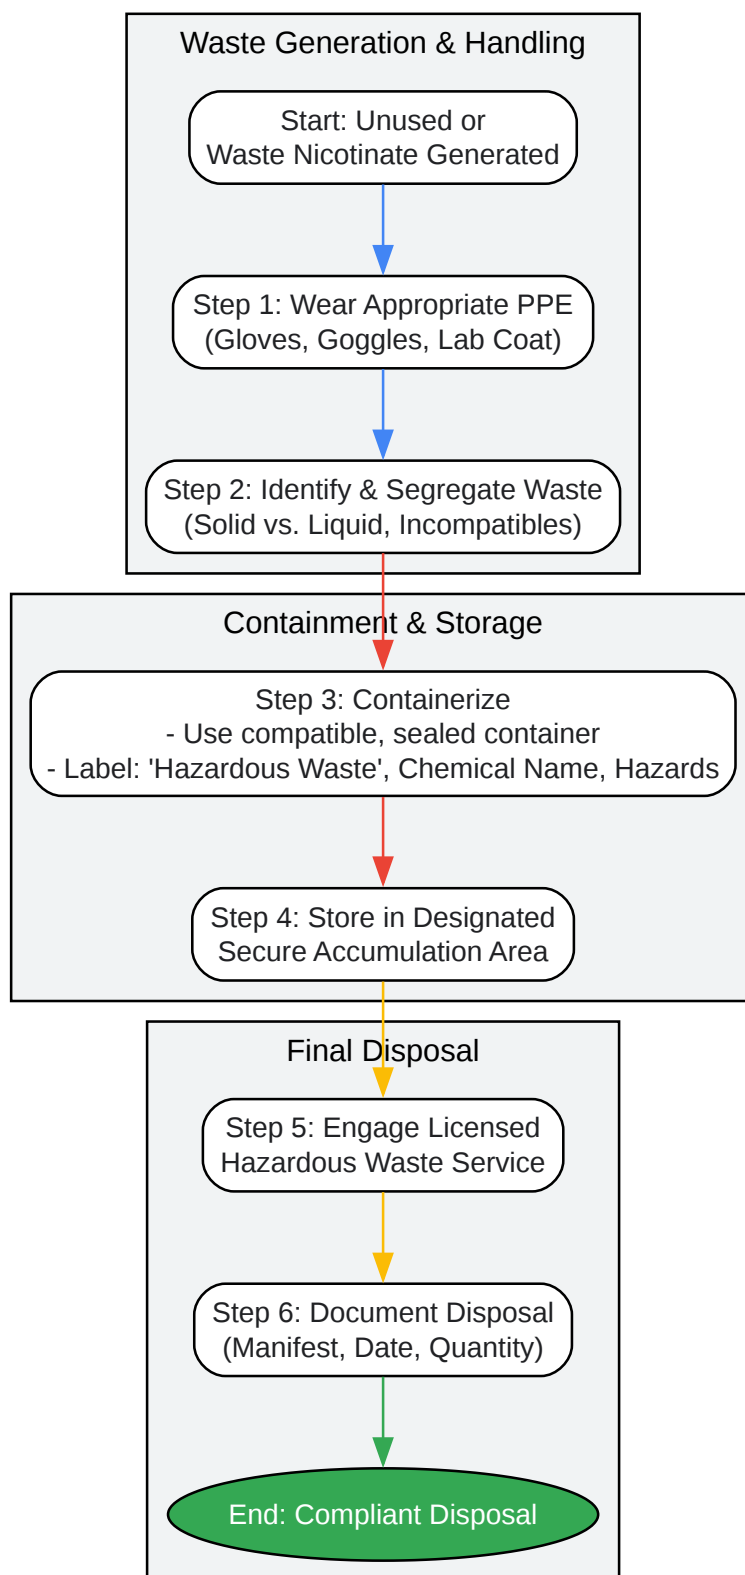 Waste Generation & Handling
Start: Unused or
Waste Nicotinate Generated
Step 1: Wear Appropriate PPE
(Gloves, Goggles, Lab Coat)
Step 2: Identify & Segregate Waste
(Solid vs. Liquid, Incompatibles)
Containment & Storage
Step 3: Containerize
- Use compatible, sealed container
- Label: 'Hazardous Waste', Chemical Name, Hazards
Step 4: Store in Designated
Secure Accumulation Area
Final Disposal
Step 5: Engage Licensed
Hazardous Waste Service
Step 6: Document Disposal
(Manifest, Date, Quantity)
End: Compliant Disposal